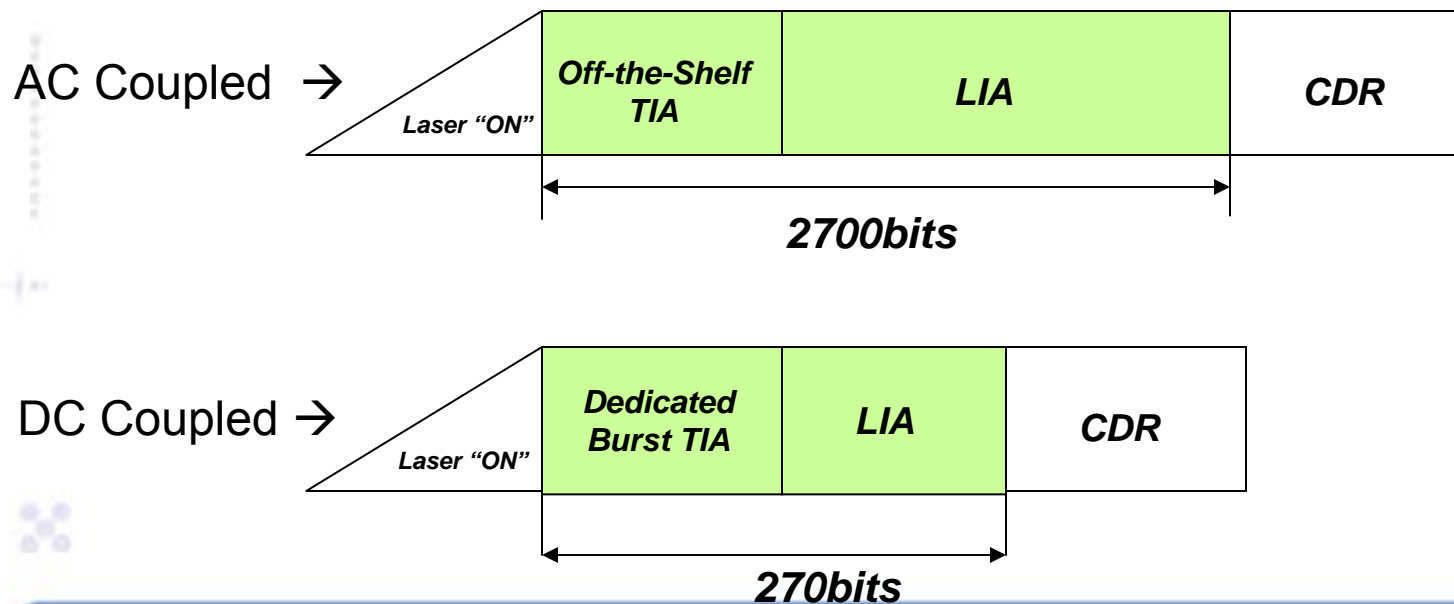 AC Coupled →
Laser “ON”
Off-the-Shelf
TIA
LIA
CDR
2700bits
DC Coupled →
Laser “ON”
Dedicated
Burst TIA
LIA
CDR
270bits